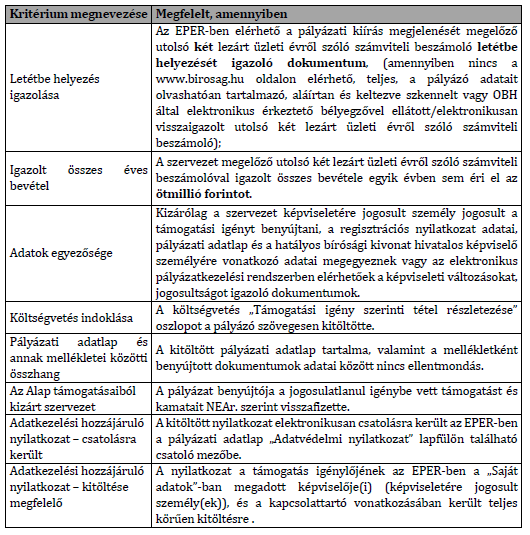 Kritérium megnevezése
Megfelelt, amennyiben
Letétbe helyezés
igazolása
Az EPER-ben elérhető a pályázati kiírás megjelenését megelőző
utolsó két lezárt üzleti évről szóló számviteli beszámoló letétbe
helyezését igazoló dokumentum, (amennyiben nincs a
www.birosag.hu oldalon elérhető, teljes, a pályázó adatait
olvashatóan tartalmazó, aláírtan és keltezve szkennelt vagy OBH
által elektronikus érkeztető bélyegzővel ellátott/elektronikusan
visszaigazolt utolsó két lezárt üzleti évről szóló számviteli
beszámoló);
Igazolt összes éves
bevétel
A szervezet megelőző utolsó két lezárt üzleti évről szóló számviteli
beszámolóval igazolt összes bevétele egyik évben sem éri el az
ötmillió forintot.
Adatok egyezősége
Kizárólag a szervezet képviseletére jogosult személy jogosult a
támogatási igényt benyújtani, a regisztrációs nyilatkozat adatai,
pályázati adatlap és a hatályos bírósági kivonat hivatalos képviselő
személyére vonatkozó adatai megegyeznek vagy az elektronikus
pályázatkezelési rendszerben elérhetőek a képviseleti változásokat,
jogosultságot igazoló dokumentumok.
Költségvetés indoklása
A költségvetés „Támogatási igény szerinti tétel részletezése”
oszlopot a pályázó szövegesen kitöltötte.
Pályázati adatlap és
annak mellékletei közötti
összhang
A kitöltött pályázati adatlap tartalma, valamint a mellékletként
benyújtott dokumentumok adatai között nincs ellentmondás.
Az Alap támogatásaiból
kizárt szervezet
A pályázat benyújtója a jogosulatlanul igénybe vett támogatást és
kamatait NEAr. szerint visszafizette.
Adatkezelési hozzájáruló
nyilatkozat – csatolásra
került
A kitöltött nyilatkozat elektronikusan csatolásra került az EPER-ben
a pályázati adatlap „Adatvédelmi nyilatkozat” lapfülön található
csatoló mezőbe.
Adatkezelési hozzájáruló
nyilatkozat – kitöltése
megfelelő
A nyilatkozat a támogatás igénylőjének az EPER-ben a „Saját
adatok”-ban megadott képviselője(i) (képviseletére jogosult
személy(ek)), és a kapcsolattartó vonatkozásában került teljes
körűen kitöltésre .